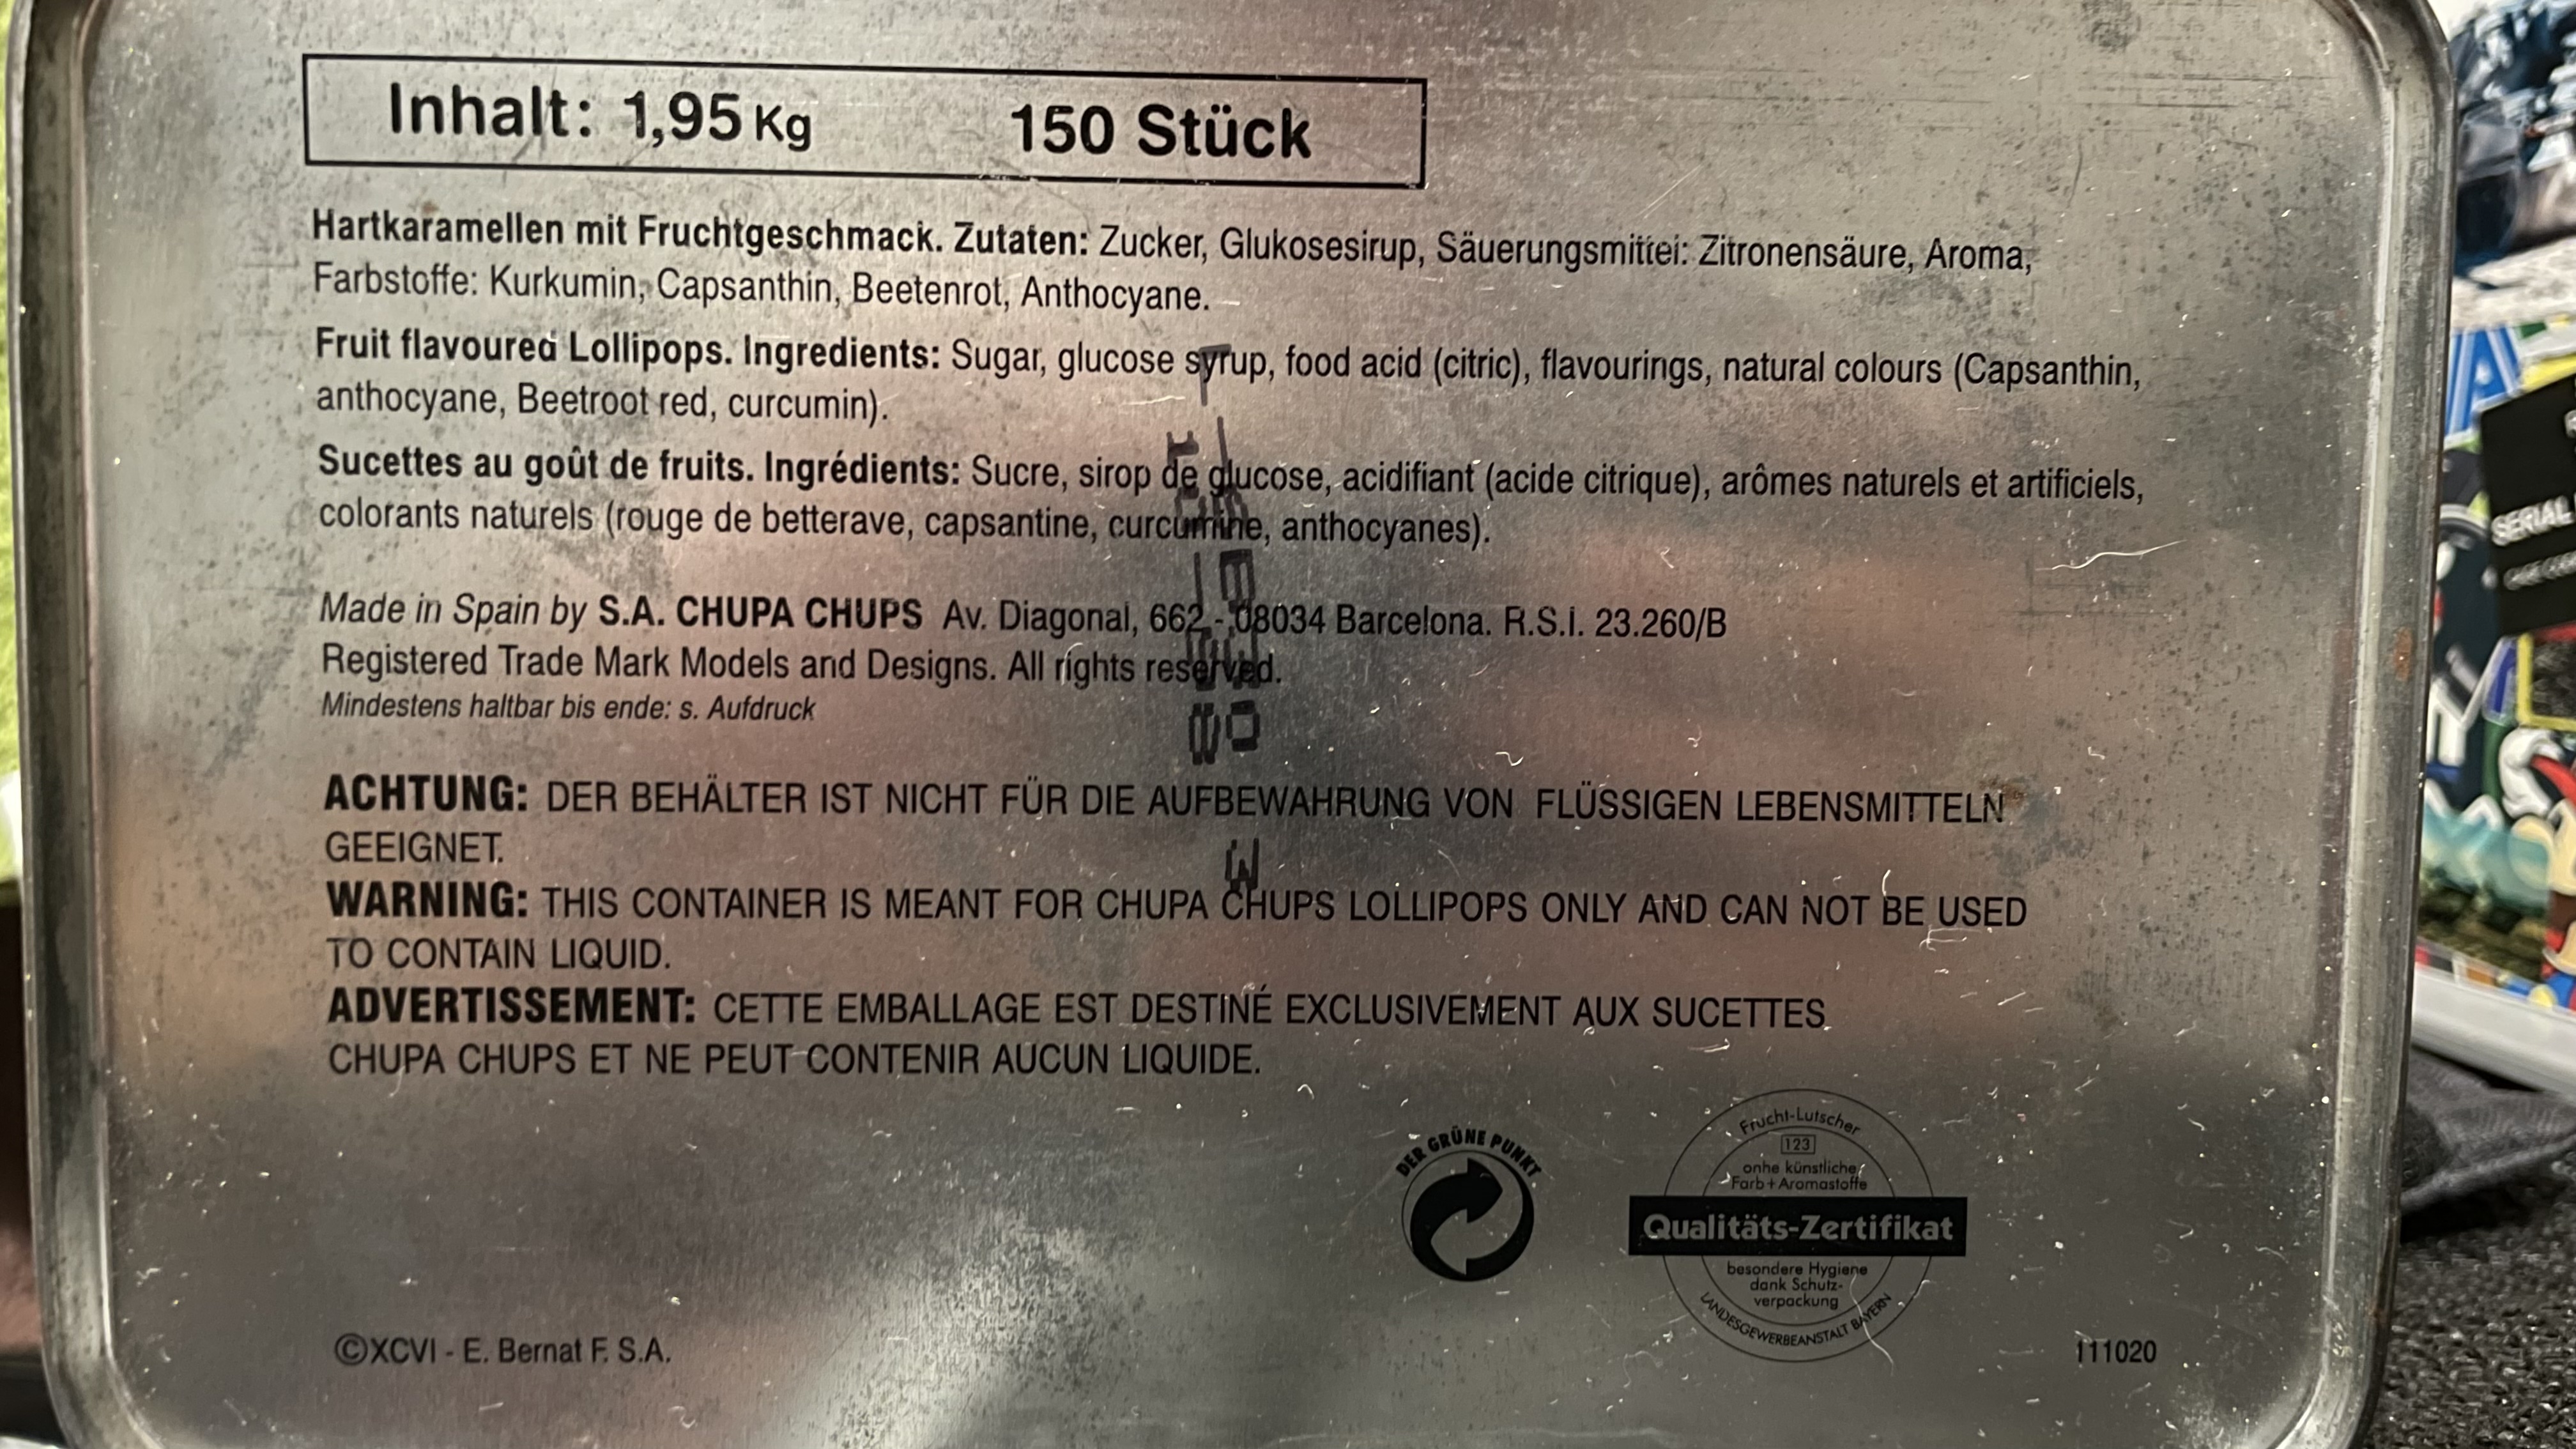 Inhalt: 1,95 Kg 150 Stück
Hartkaramellen mit Fruchtgeschmack. Zutaten: Zucker, Glukosesirup, Säuerungsmittel: Zitronensäure, Aroma,
Farbstoffe: Kurkumin, Capsanthin, Beetenrot, Anthocyane.
Fruit flavoured Lollipops. Ingredients: Sugar, glucose syrup, food acid (citric), flavourings, natural colours (Capsanthin,
anthocyane, Beetroot red, curcumin).
Sucettes au goût de fruits. Ingrédients: Sucre, sirop de glucose, acidifiant (acide citrique), arômes naturels et artificiels,
colorants naturels (rouge de betterave, capsantine, curcumine, anthocyanes).
Made in Spain by S.A. CHUPA CHUPS Av. Diagonal, 662 - 08034 Barcelona. R.S.I. 23.260/B
Registered Trade Mark Models and Designs. All rights reserved.
Mindestens haltbar bis ende: s. Aufdruck
ACHTUNG: DER BEHÄLTER IST NICHT FÜR DIE AUFBEWAHRUNG VON FLÜSSIGEN LEBENSMITTELN
GEEIGNET.
WARNING: THIS CONTAINER IS MEANT FOR CHUPA CHUPS LOLLIPOPS ONLY AND CAN NOT BE USED
TO CONTAIN LIQUID.
ADVERTISSEMENT: CETTE EMBALLAGE EST DESTINÉ EXCLUSIVEMENT AUX SUCETTES
CHUPA CHUPS ET NE PEUT CONTENIR AUCUN LIQUIDE.
DER GRÜNE PUNKT
Frucht-Lutscher
123
onhe künstliche
Farb+Aromastoffe
Qualitäts-Zertifikat
besondere Hygiene
dank Schutz-
verpackung
LANDESGEWERBEANSTALT BAYERN
©XCVI - E. Bernat F. S.A.
111020
SERIAL